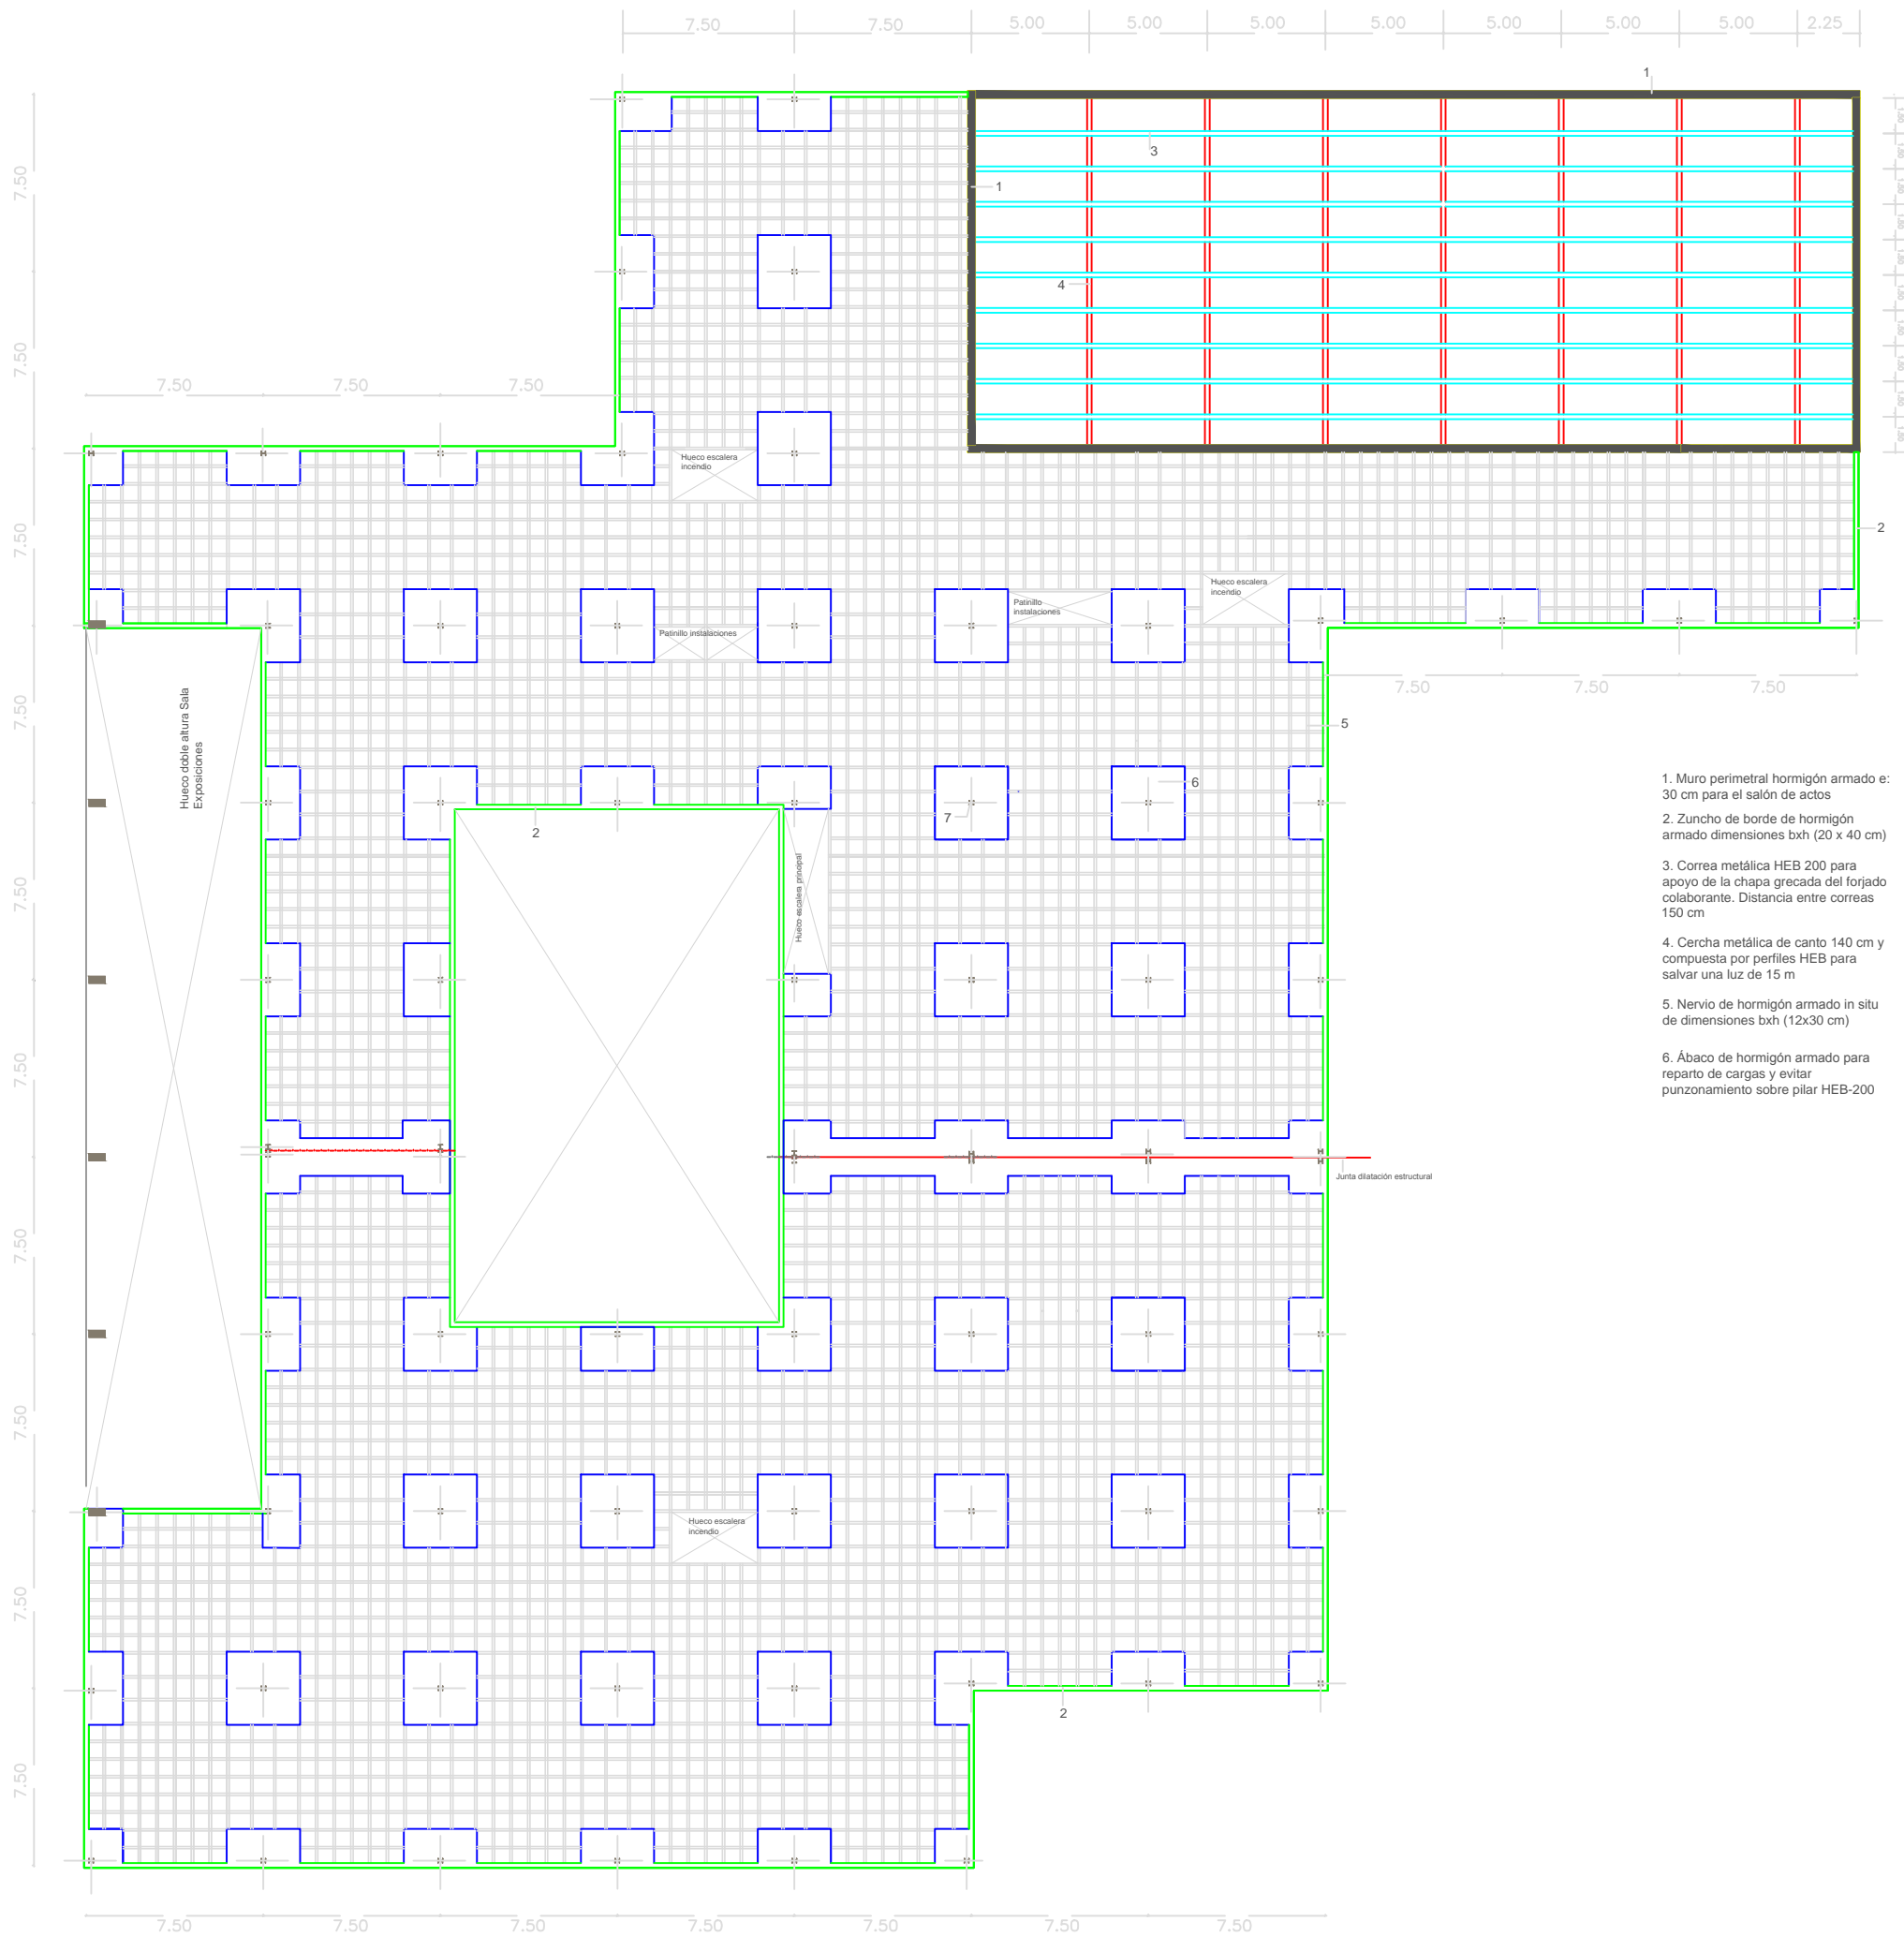 7.50 7.50 5.00 5.00 5.00 5.00 5.00 5.00 5.00 2.25
1
3
1
4
7.50
7.50
7.50 7.50 7.50
Hueco escalera
incendio
2
7.50
Hueco escalera
incendio
Patinillo
instalaciones
Patinillo instalaciones
7.50 7.50 7.50
7.50
Hueco doble altura Sala
Exposiciones
5
6
7
2
Hueco escalera principal
7.50
7.50
Junta dilatación estructural
7.50
7.50
Hueco escalera
incendio
7.50
2
7.50
7.50 7.50 7.50 7.50 7.50 7.50 7.50
1. Muro perimetral hormigón armado e:
30 cm para el salón de actos
2. Zuncho de borde de hormigón
armado dimensiones bxh (20 x 40 cm)
3. Correa metálica HEB 200 para
apoyo de la chapa grecada del forjado
colaborante. Distancia entre correas
150 cm
4. Cercha metálica de canto 140 cm y
compuesta por perfiles HEB para
salvar una luz de 15 m
5. Nervio de hormigón armado in situ
de dimensiones bxh (12x30 cm)
6. Ábaco de hormigón armado para
reparto de cargas y evitar
punzonamiento sobre pilar HEB-200